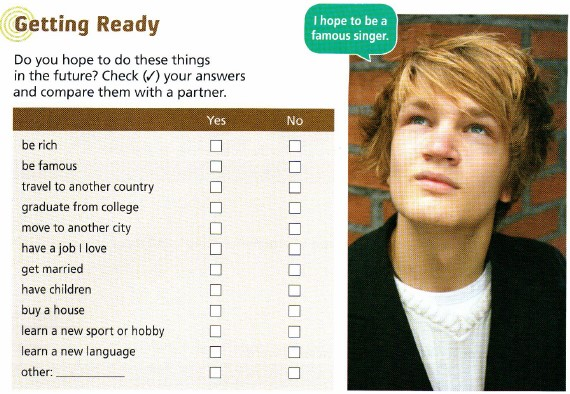 Getting Ready
I hope to be a
famous singer.
Do you hope to do these things
in the future? Check (✓) your answers
and compare them with a partner.
Yes No
be rich
be famous
travel to another country
graduate from college
move to another city
have a job I love
get married
have children
buy a house
learn a new sport or hobby
learn a new language
other: ____________